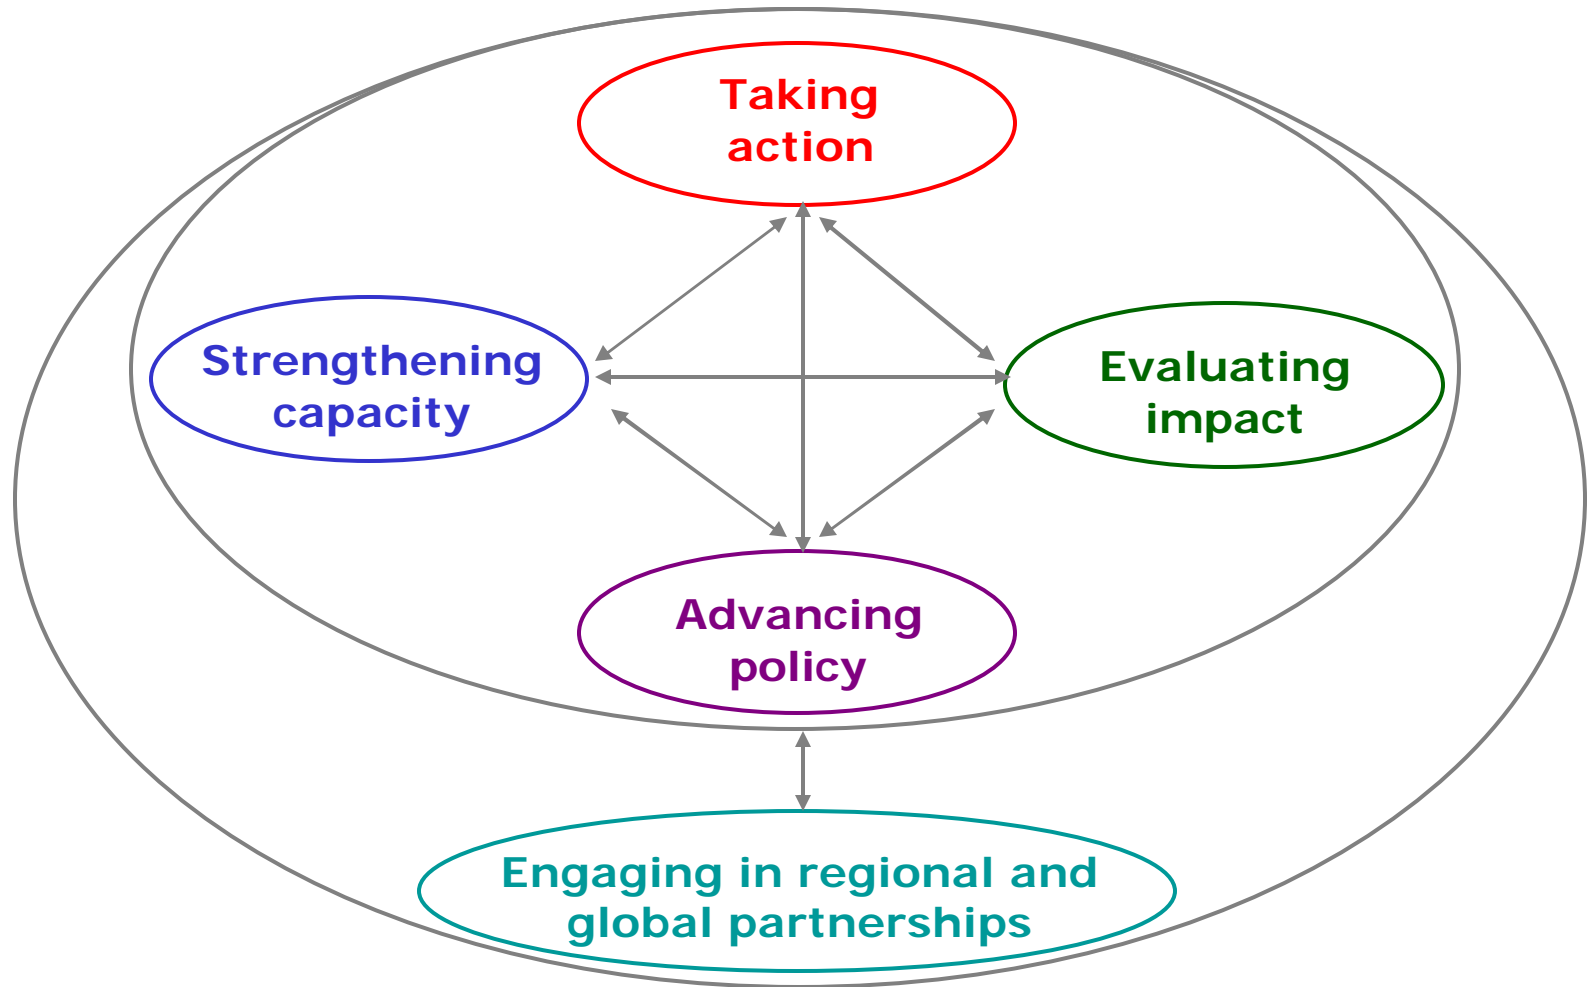 Taking
action
Strengthening
capacity
Evaluating
impact
Advancing
policy
Engaging in regional and
global partnerships